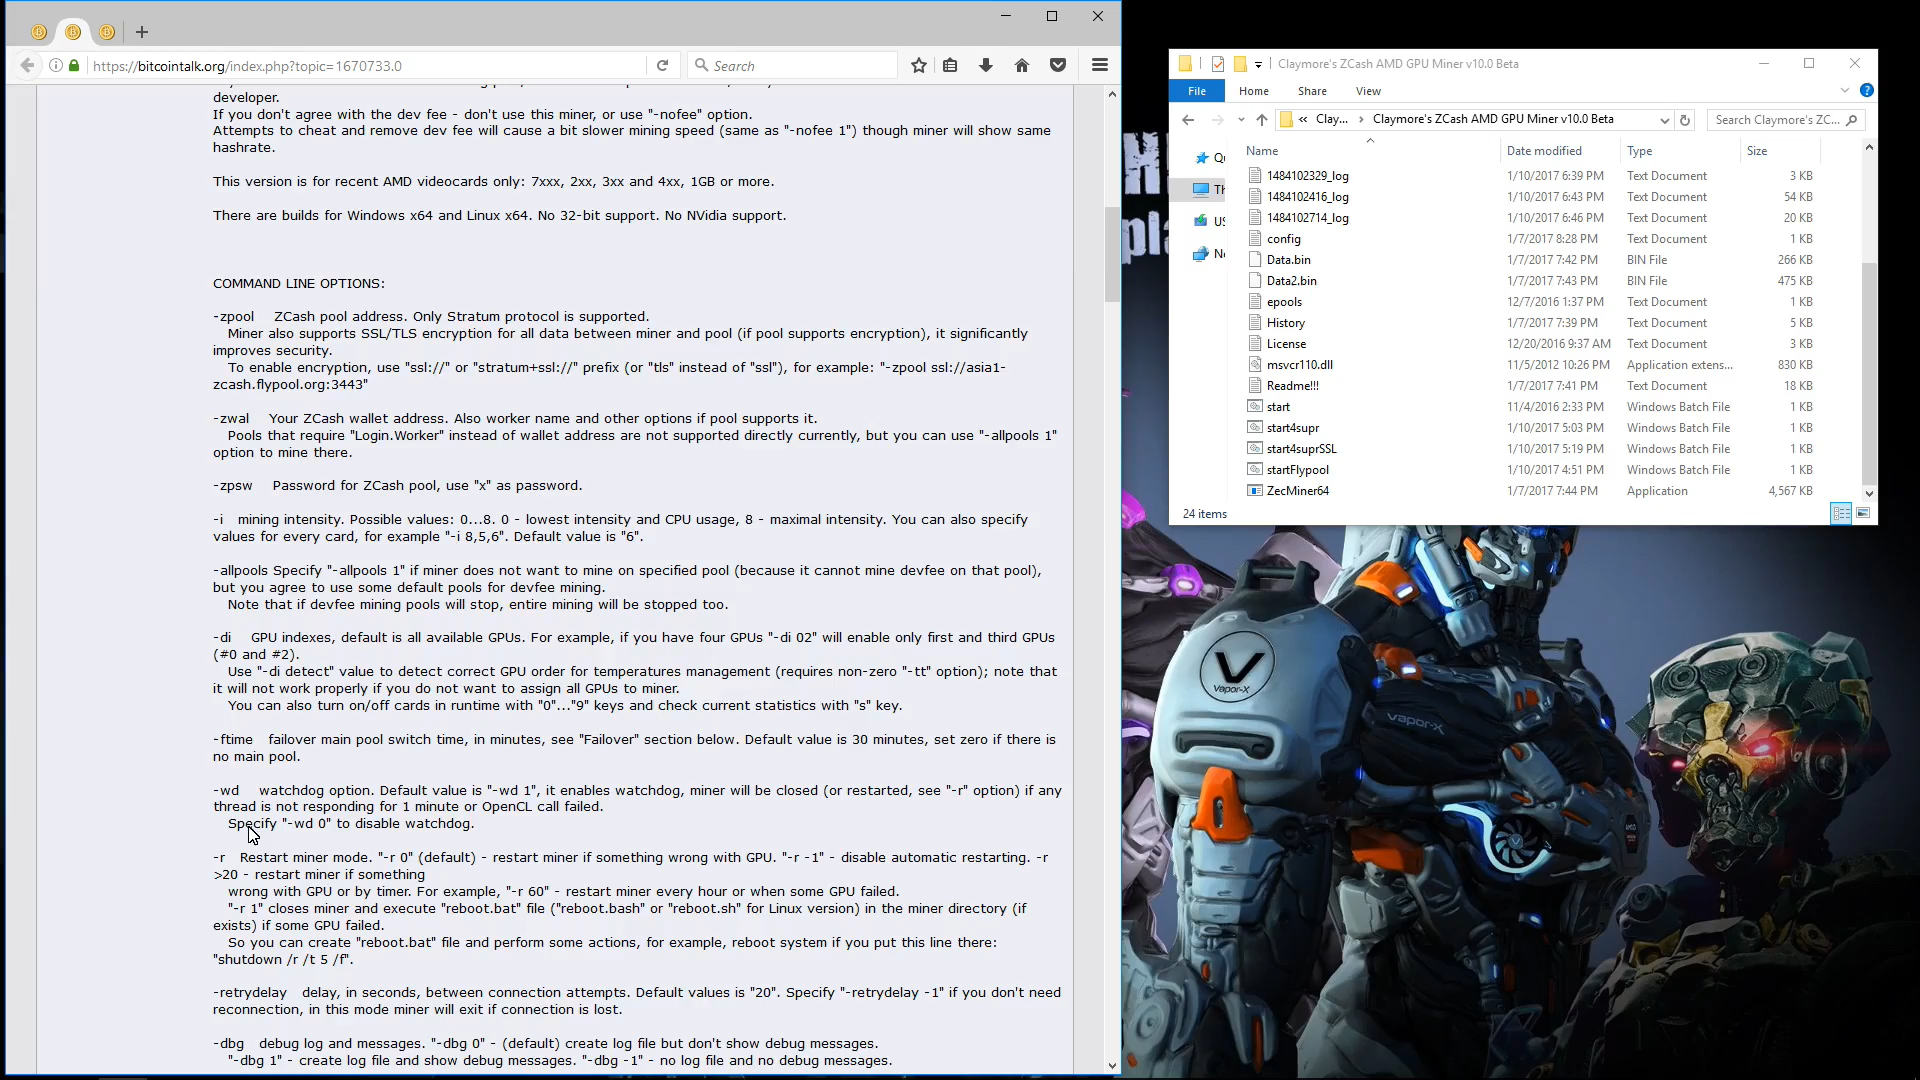 https://bitcointalk.org/index.php?topic=1670733.0
Search
developer.
If you don't agree with the dev fee - don't use this miner, or use "-nofee" option.
Attempts to cheat and remove dev fee will cause a bit slower mining speed (same as "-nofee 1") though miner will show same
hashrate.
This version is for recent AMD videocards only: 7xxx, 2xx, 3xx and 4xx, 1GB or more.
There are builds for Windows x64 and Linux x64. No 32-bit support. No NVidia support.
COMMAND LINE OPTIONS:
-zpool ZCash pool address. Only Stratum protocol is supported.
Miner also supports SSL/TLS encryption for all data between miner and pool (if pool supports encryption), it significantly
improves security.
To enable encryption, use "ssl://" or "stratum+ssl://" prefix (or "tls" instead of "ssl"), for example: "-zpool ssl://asia1-
zcash.flypool.org:3443"
-zwal Your ZCash wallet address. Also worker name and other options if pool supports it.
Pools that require "Login.Worker" instead of wallet address are not supported directly currently, but you can use "-allpools 1"
option to mine there.
-zpsw Password for ZCash pool, use "x" as password.
-i mining intensity. Possible values: 0...8. 0 - lowest intensity and CPU usage, 8 - maximal intensity. You can also specify
values for every card, for example "-i 8,5,6". Default value is "6".
-allpools Specify "-allpools 1" if miner does not want to mine on specified pool (because it cannot mine devfee on that pool),
but you agree to use some default pools for devfee mining.
Note that if devfee mining pools will stop, entire mining will be stopped too.
-di GPU indexes, default is all available GPUs. For example, if you have four GPUs "-di 02" will enable only first and third GPUs
(#0 and #2).
Use "-di detect" value to detect correct GPU order for temperatures management (requires non-zero "-tt" option); note that
it will not work properly if you do not want to assign all GPUs to miner.
You can also turn on/off cards in runtime with "0"..."9" keys and check current statistics with "s" key.
-ftime failover main pool switch time, in minutes, see "Failover" section below. Default value is 30 minutes, set zero if there is
no main pool.
-wd watchdog option. Default value is "-wd 1", it enables watchdog, miner will be closed (or restarted, see "-r" option) if any
thread is not responding for 1 minute or OpenCL call failed.
Specify "-wd 0" to disable watchdog.
-r Restart miner mode. "-r 0" (default) - restart miner if something wrong with GPU. "-r -1" - disable automatic restarting. -r
>20 - restart miner if something
wrong with GPU or by timer. For example, "-r 60" - restart miner every hour or when some GPU failed.
"-r 1" closes miner and execute "reboot.bat" file ("reboot.bash" or "reboot.sh" for Linux version) in the miner directory (if
exists) if some GPU failed.
So you can create "reboot.bat" file and perform some actions, for example, reboot system if you put this line there:
"shutdown /r /t 5 /f".
-retrydelay delay, in seconds, between connection attempts. Default values is "20". Specify "-retrydelay -1" if you don't need
reconnection, in this mode miner will exit if connection is lost.
-dbg debug log and messages. "-dbg 0" - (default) create log file but don't show debug messages.
"-dbg 1" - create log file and show debug messages. "-dbg -1" - no log file and no debug messages.
Claymore's ZCash AMD GPU Miner v10.0 Beta
File Home Share View
« Clay... › Claymore's ZCash AMD GPU Miner v10.0 Beta Search Claymore's ZC...
Name Date modified Type Size
1484102329_log 1/10/2017 6:39 PM Text Document 3 KB
1484102416_log 1/10/2017 6:43 PM Text Document 54 KB
1484102714_log 1/10/2017 6:46 PM Text Document 20 KB
config 1/7/2017 8:28 PM Text Document 1 KB
Data.bin 1/7/2017 7:42 PM BIN File 266 KB
Data2.bin 1/7/2017 7:43 PM BIN File 475 KB
epools 12/7/2016 1:37 PM Text Document 1 KB
History 1/7/2017 7:39 PM Text Document 5 KB
License 12/20/2016 9:37 AM Text Document 3 KB
msvcr110.dll 11/5/2012 10:26 PM Application extens... 830 KB
Readme!!! 1/7/2017 7:41 PM Text Document 18 KB
start 11/4/2016 2:33 PM Windows Batch File 1 KB
start4supr 1/10/2017 5:03 PM Windows Batch File 1 KB
start4suprSSL 1/10/2017 5:19 PM Windows Batch File 1 KB
startFlypool 1/10/2017 4:51 PM Windows Batch File 1 KB
ZecMiner64 1/7/2017 7:44 PM Application 4,567 KB
24 items
Vapor-X
vapor-x